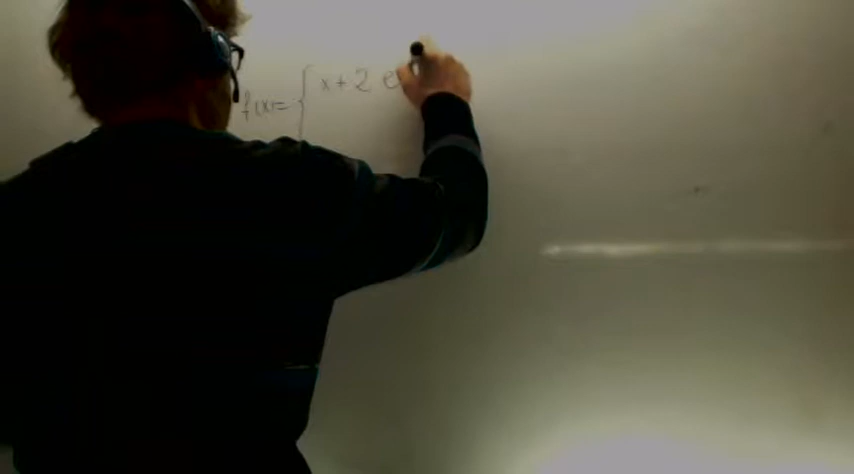 f(x)= { x+2 e